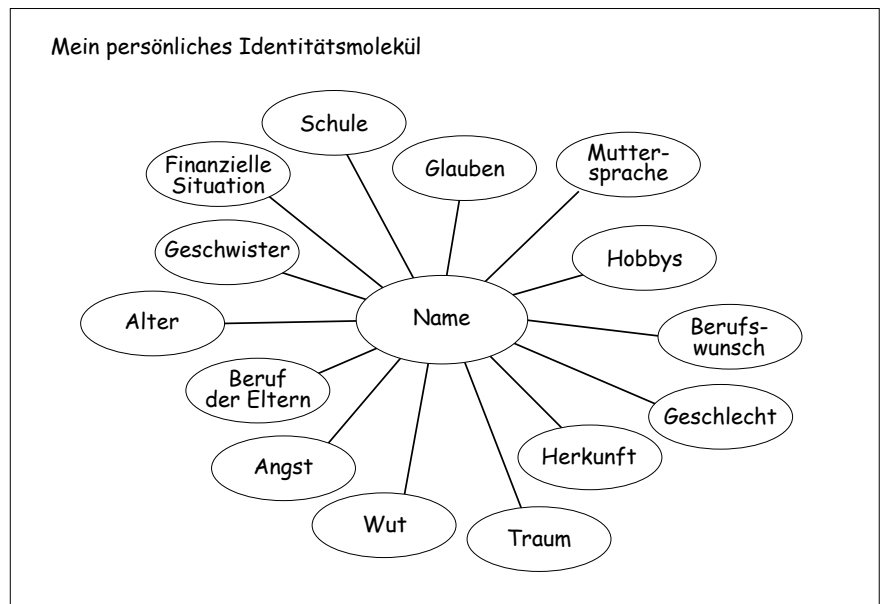 Mein persönliches Identitätsmolekül
Schule
Glauben
Mutter-
sprache
Finanzielle
Situation
Geschwister
Hobbys
Alter
Name
Berufs-
wunsch
Beruf
der Eltern
Geschlecht
Angst
Herkunft
Wut
Traum